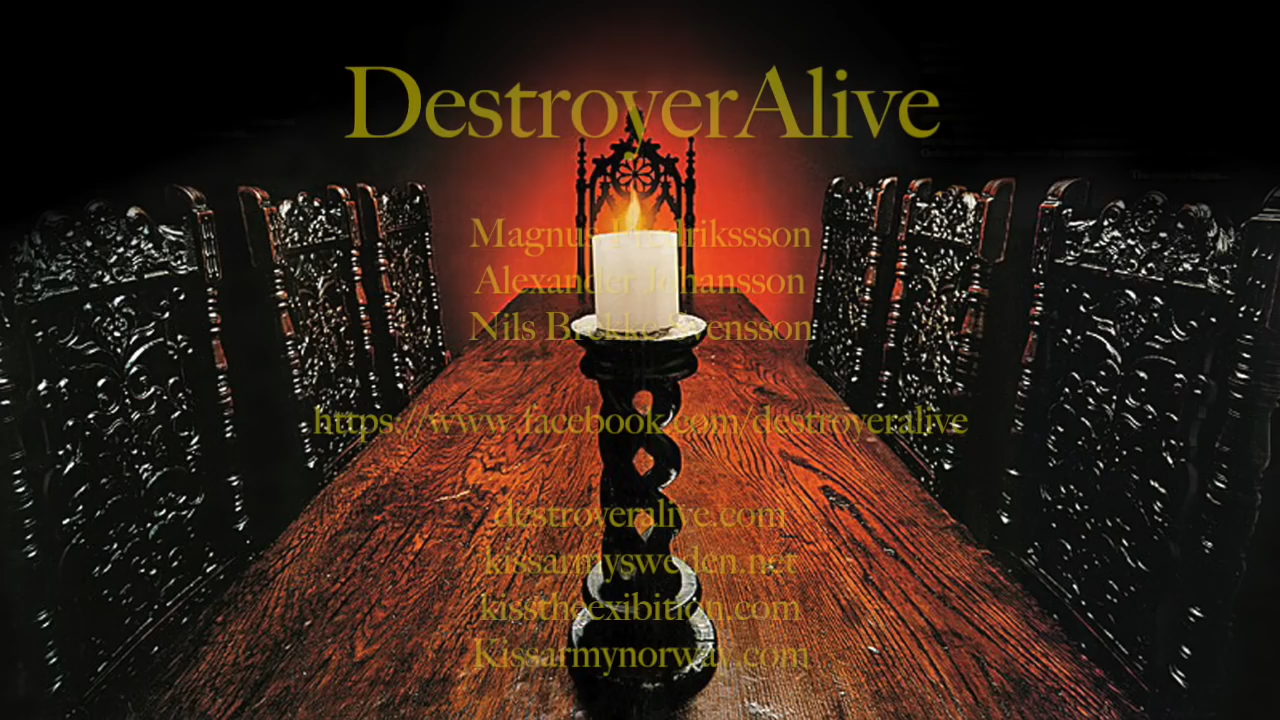 DestroyerAlive
Magnus Fredrikssson
Alexander Johansson
Nils Brekke Svensson
https://www.facebook.com/destroyeralive
destroyeralive.com
kissarmysweden.net
kisstheexibition.com
Kissarmynorway.com